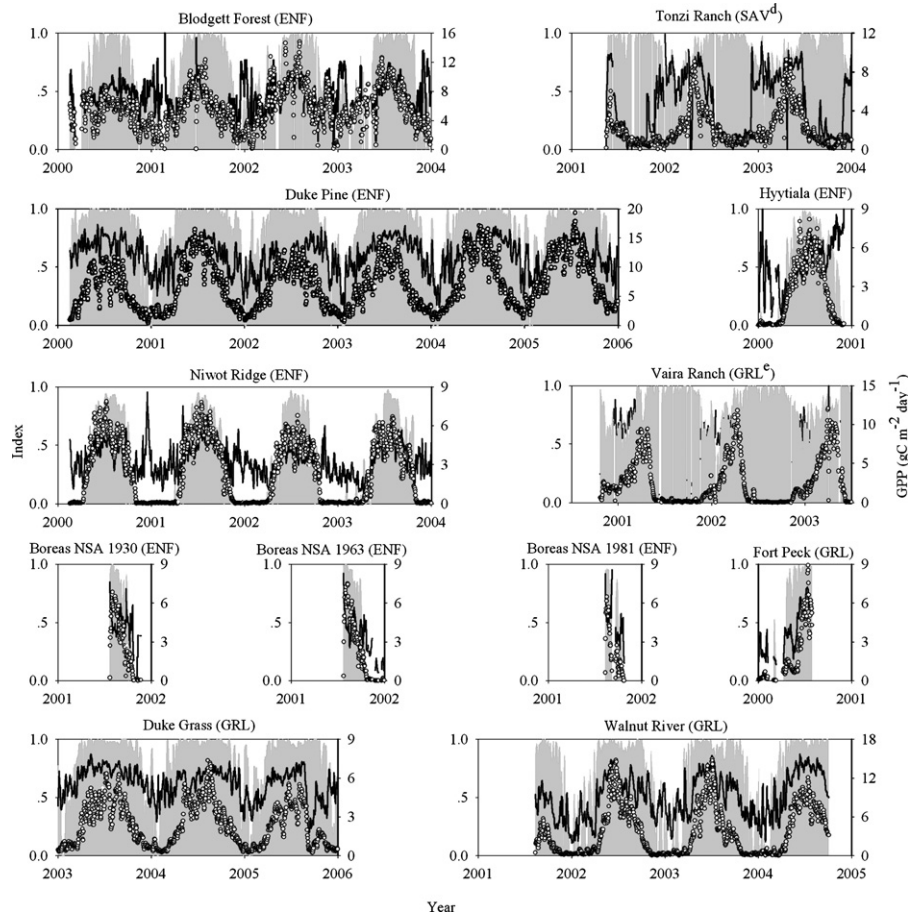 Blodgett Forest (ENF)
Tonzi Ranch (SAVd)
1.0 .5 0.0
16 12 8 4 0
2000 2001 2002 2003 2004
1.0 .5 0.0
12 8 4 0
2001 2002 2003 2004
Duke Pine (ENF)
Hyytiala (ENF)
1.0 .5 0.0
20 15 10 5 0
2000 2001 2002 2003 2004 2005 2006
1.0 .5 0.0
9 6 3 0
2000 2001
Niwot Ridge (ENF)
Vaira Ranch (GRLe)
Index
1.0 .5 0.0
9 6 3 0
2000 2001 2002 2003 2004
1.0 .5 0.0
15 10 5 0
2001 2002 2003
GPP (gC m-2 day-1)
Boreas NSA 1930 (ENF)
Boreas NSA 1963 (ENF)
Boreas NSA 1981 (ENF)
Fort Peck (GRL)
1.0 .5 0.0
9 6 3 0
2001 2002
1.0 .5 0.0
9 6 3 0
2001 2002
1.0 .5 0.0
9 6 3 0
2001 2002
1.0 .5 0.0
9 6 3 0
2000 2001
Duke Grass (GRL)
Walnut River (GRL)
1.0 .5 0.0
9 6 3 0
2003 2004 2005 2006
1.0 .5 0.0
18 12 6 0
2001 2002 2003 2004 2005
Year